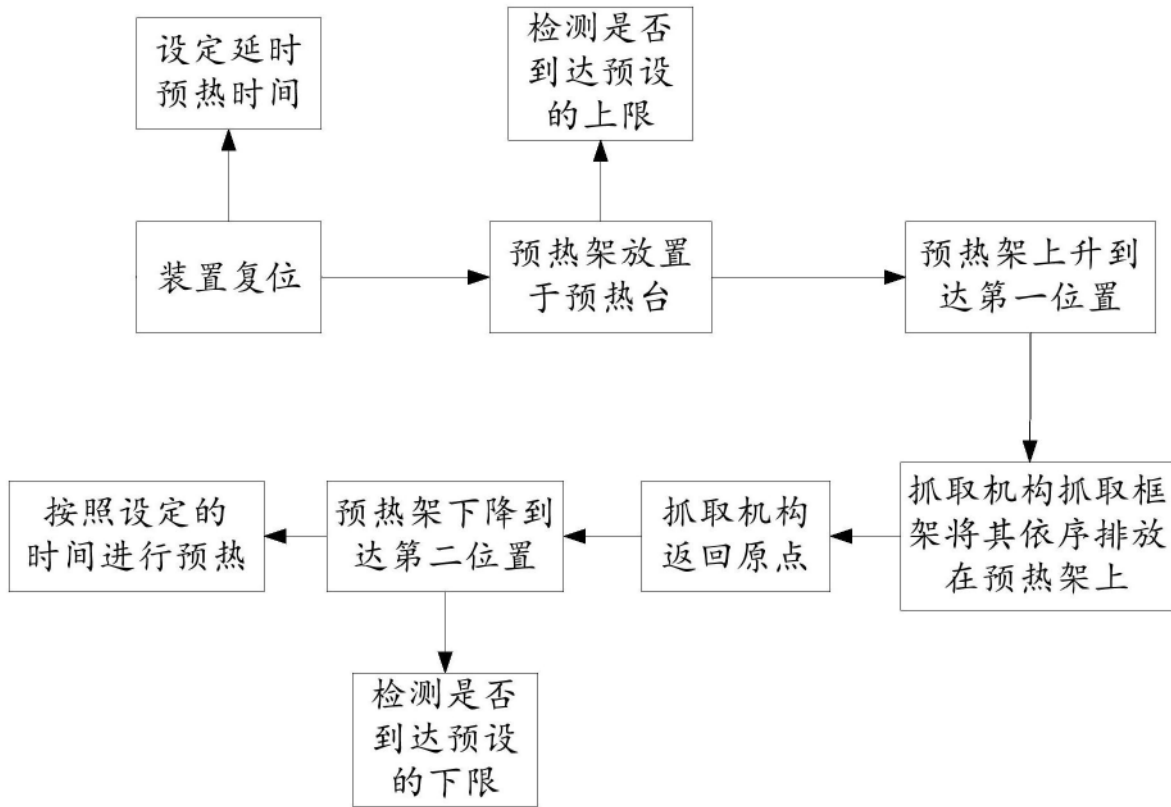 设定延时
预热时间
检测是否
到达预设
的上限
装置复位
预热架放置
于预热台
预热架上升到
达第一位置
抓取机构抓取框
架将其依序排放
在预热架上
抓取机构
返回原点
预热架下降到
达第二位置
按照设定的
时间进行预热
检测是否
到达预设
的下限